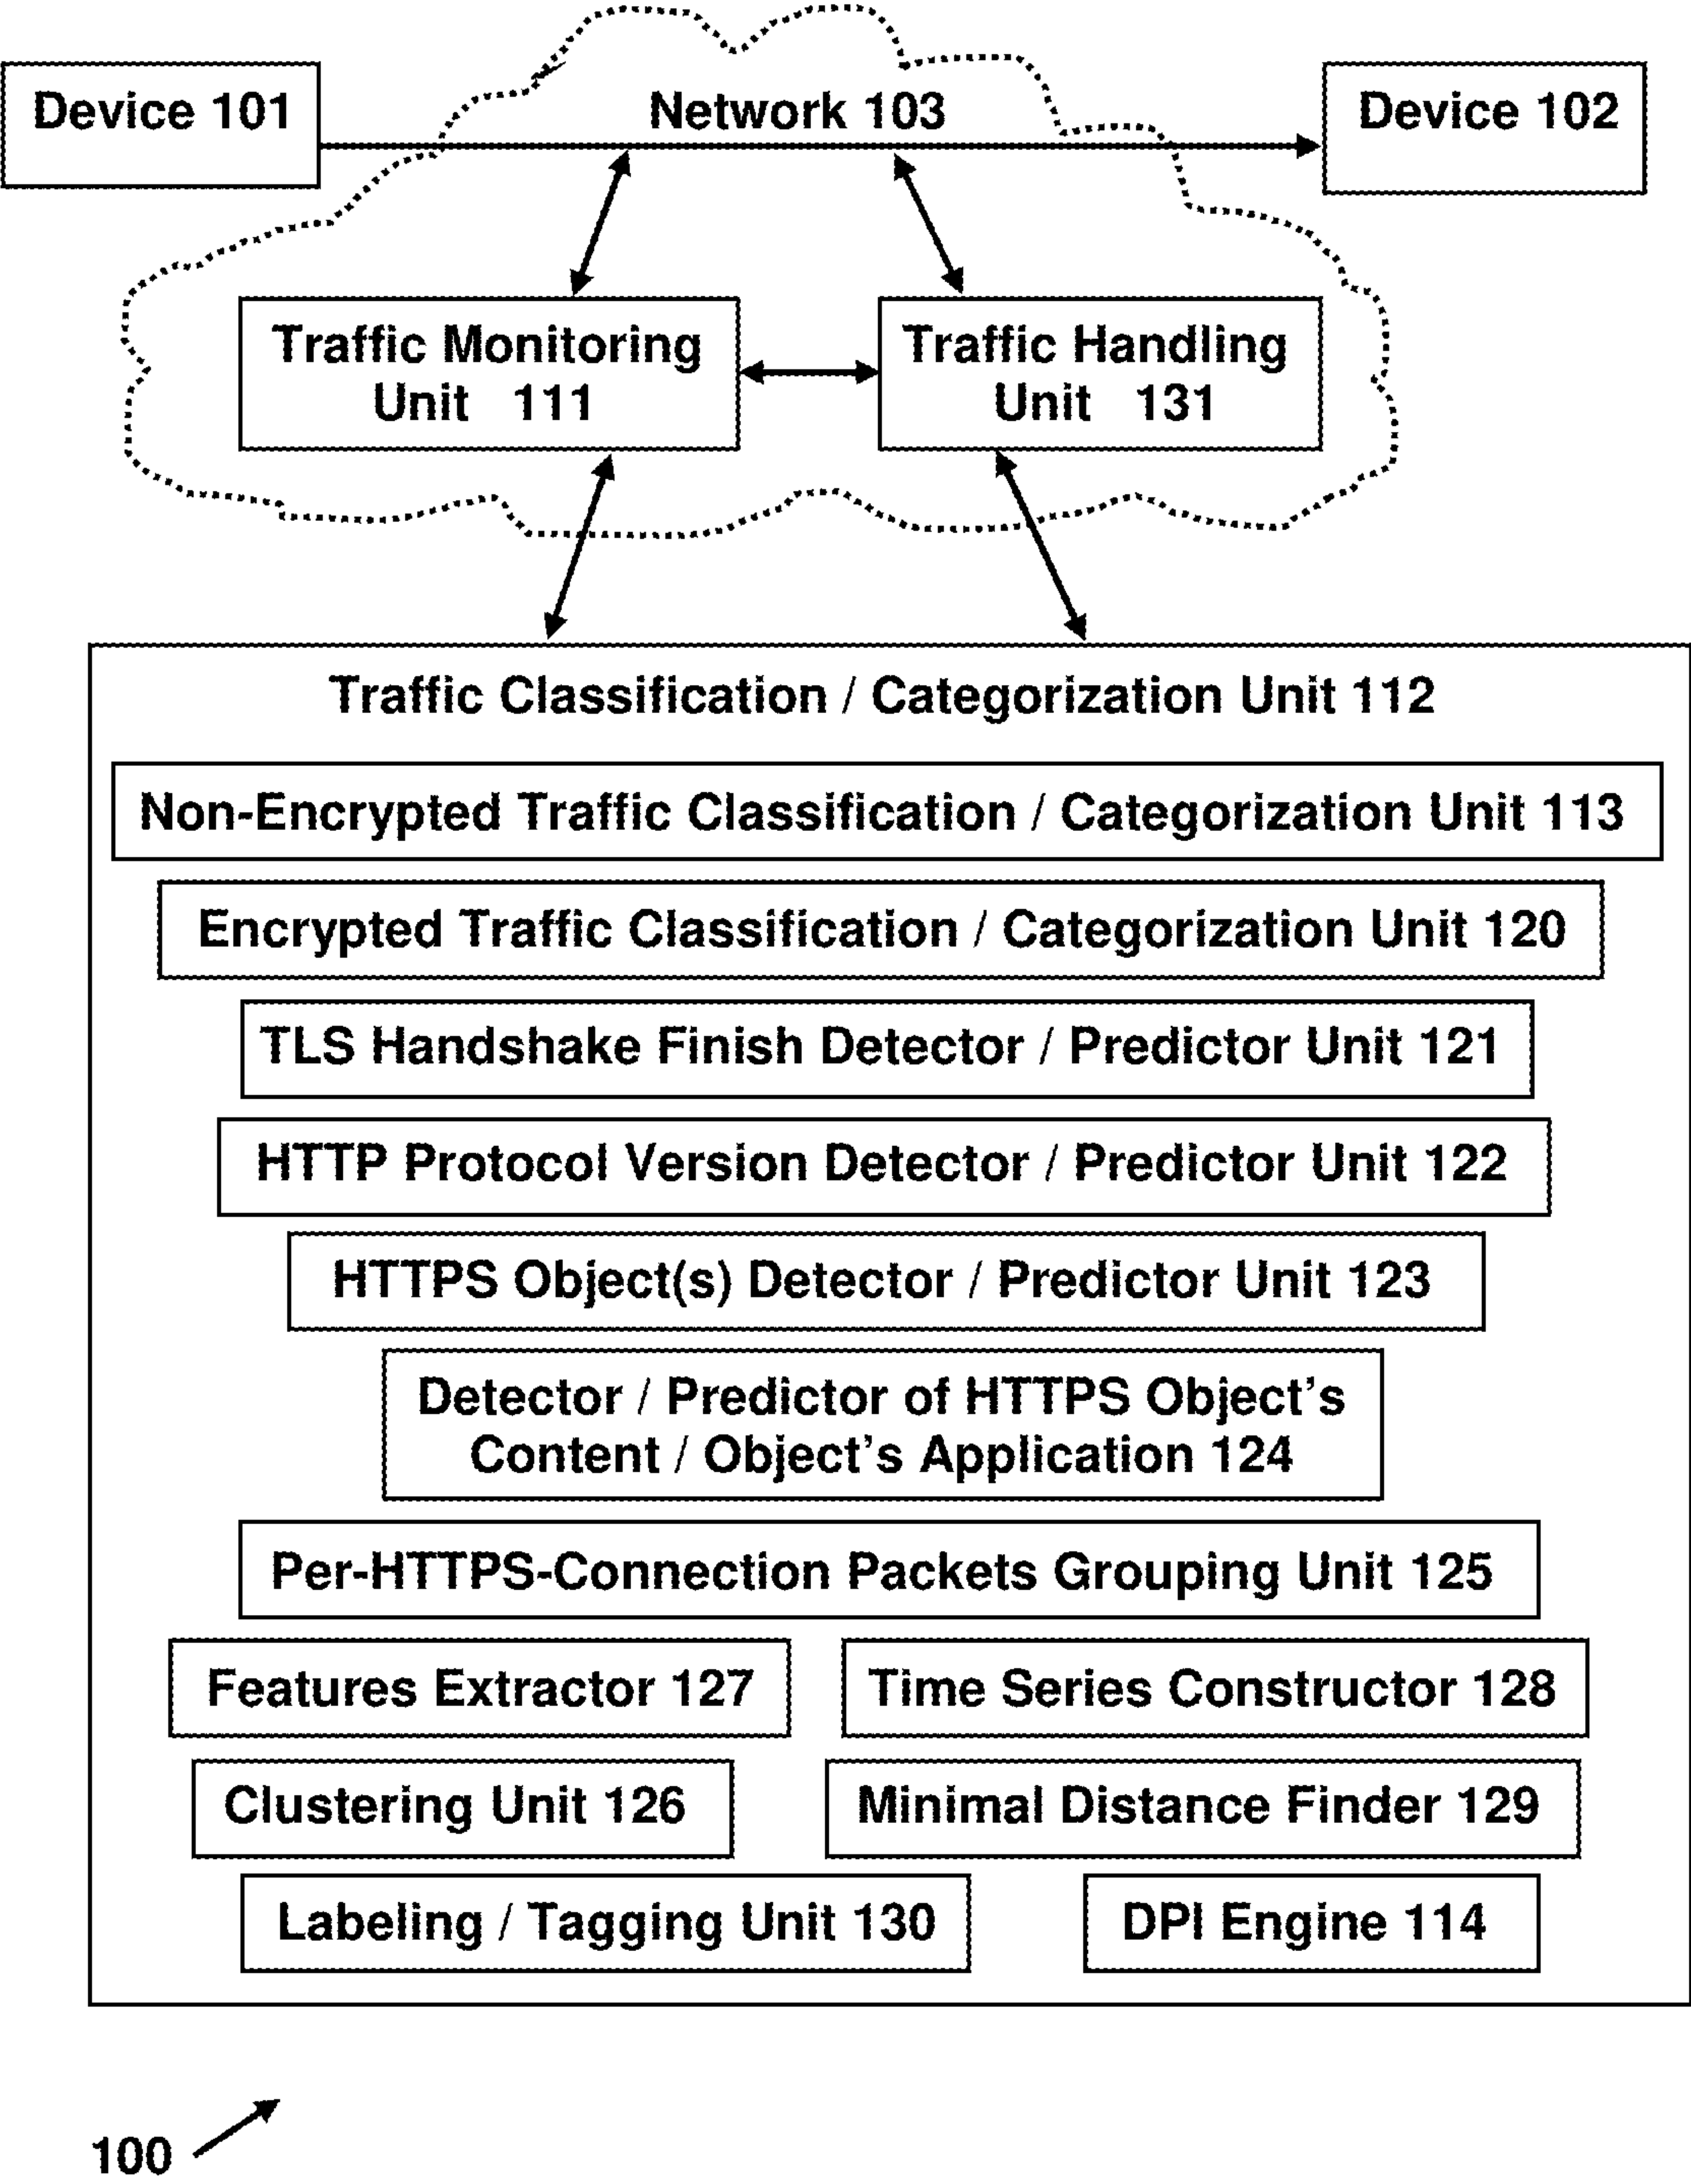 Device 101
Network 103
Device 102
Traffic Monitoring
Unit 111
Traffic Handling
Unit 131
Traffic Classification / Categorization Unit 112
Non-Encrypted Traffic Classification / Categorization Unit 113
Encrypted Traffic Classification / Categorization Unit 120
TLS Handshake Finish Detector / Predictor Unit 121
HTTP Protocol Version Detector / Predictor Unit 122
HTTPS Object(s) Detector / Predictor Unit 123
Detector / Predictor of HTTPS Object’s
Content / Object’s Application 124
Per-HTTPS-Connection Packets Grouping Unit 125
Features Extractor 127
Time Series Constructor 128
Clustering Unit 126
Minimal Distance Finder 129
Labeling / Tagging Unit 130
DPI Engine 114
100